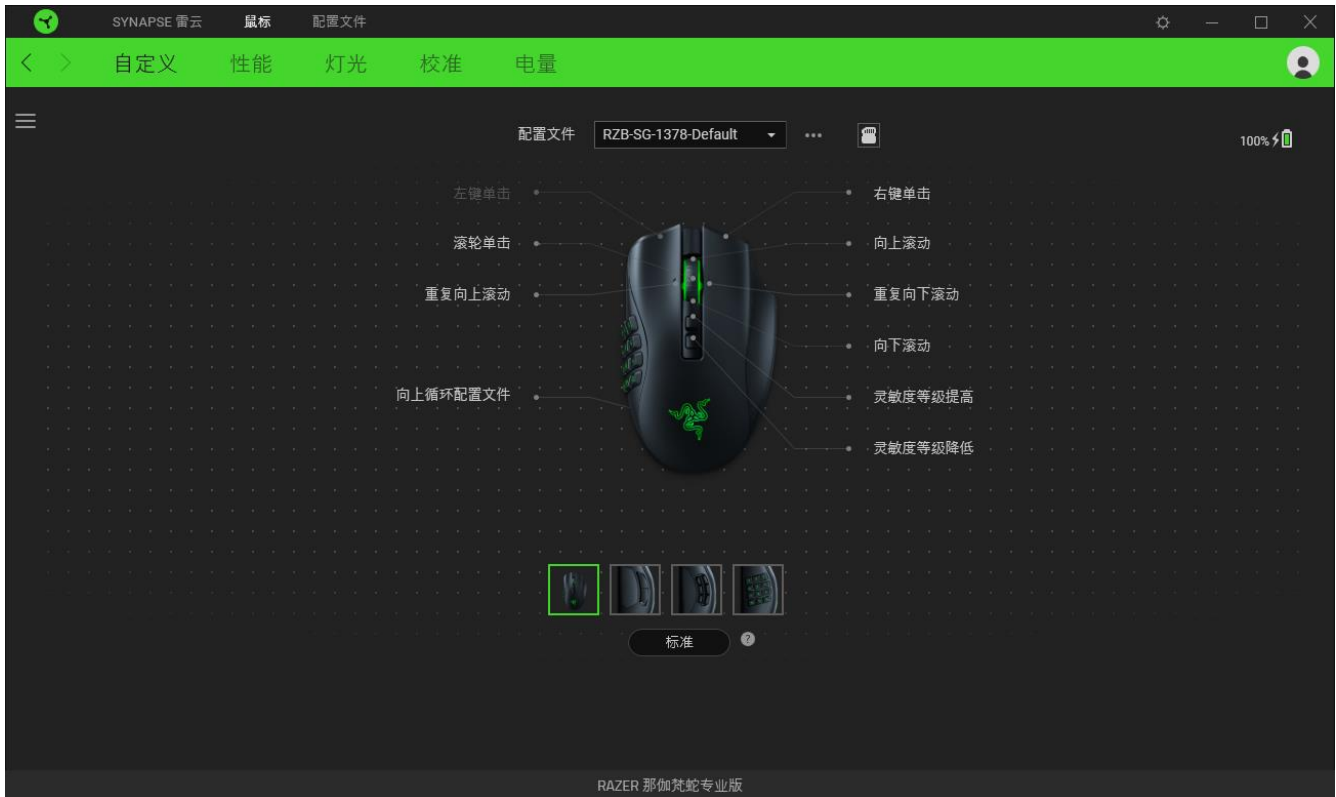 SYNAPSE 雷云 鼠标 配置文件
自定义 性能 灯光 校准 电量
配置文件 RZB-SG-1378-Default
100%
左键单击 右键单击
滚轮单击 向上滚动
重复向上滚动 重复向下滚动
向下滚动
向上循环配置文件 灵敏度等级提高
灵敏度等级降低
标准 ?
RAZER 那伽梵蛇专业版